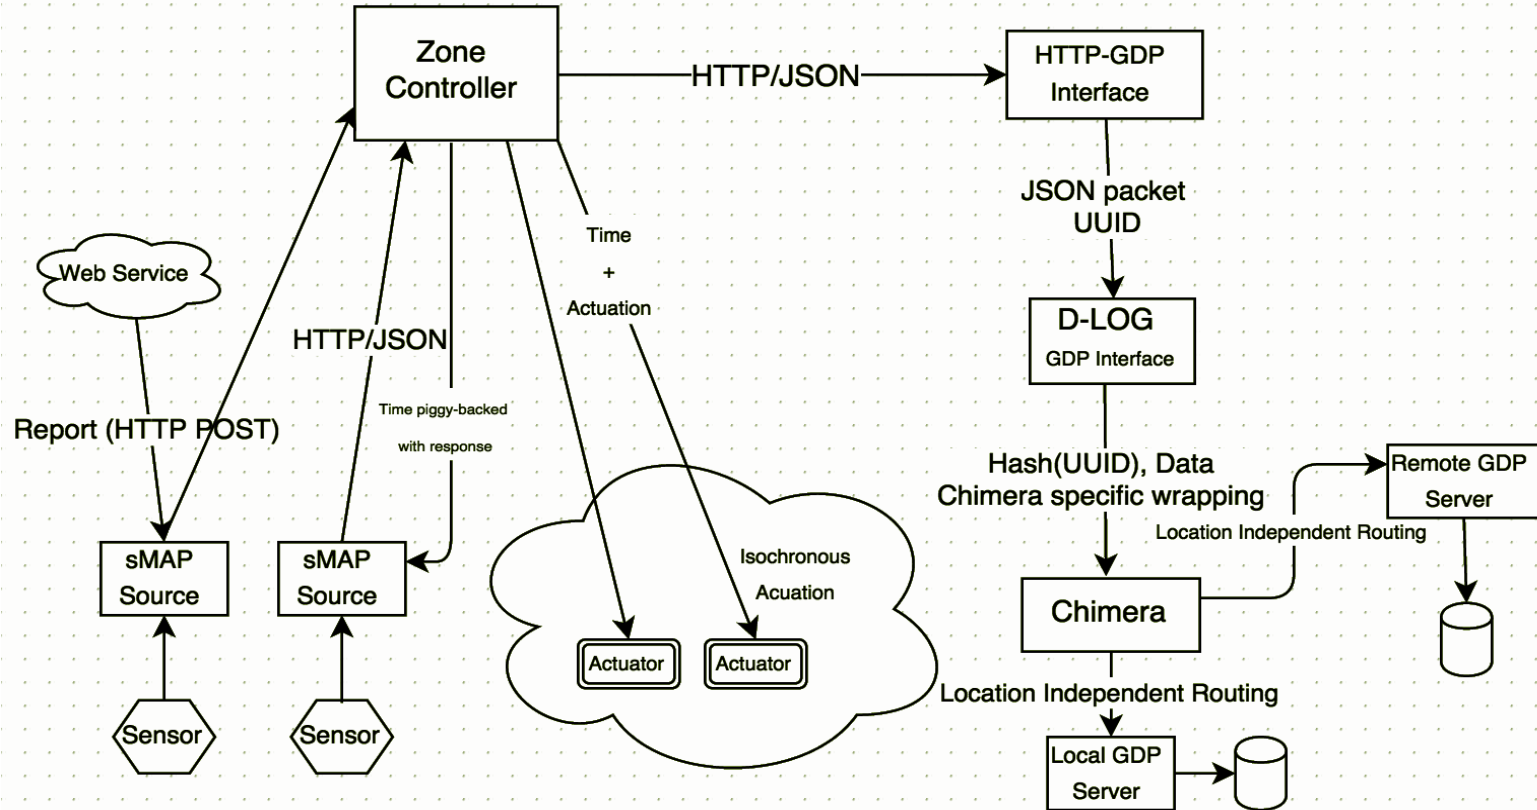 Zone
Controller
HTTP/JSON
HTTP-GDP
Interface
JSON packet
UUID
Time
+
Actuation
Web Service
HTTP/JSON
D-LOG
GDP Interface
Time piggy-backed
with response
Report (HTTP POST)
Hash(UUID), Data
Chimera specific wrapping
Remote GDP
Server
Location Independent Routing
sMAP
Source
sMAP
Source
Isochronous
Acuation
Chimera
Actuator
Actuator
Location Independent Routing
Sensor
Sensor
Local GDP
Server